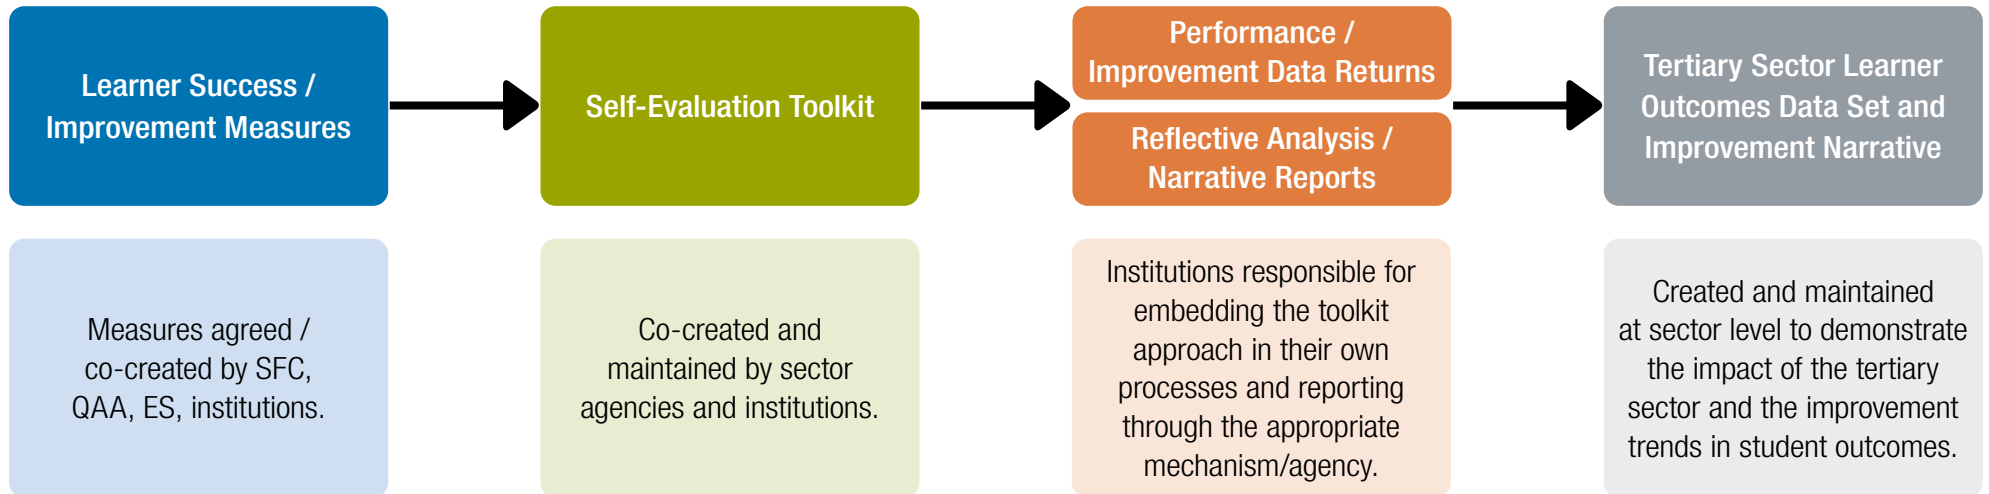 Learner Success /
Improvement Measures
Self-Evaluation Toolkit
Performance /
Improvement Data Returns
Reflective Analysis /
Narrative Reports
Tertiary Sector Learner
Outcomes Data Set and
Improvement Narrative
Measures agreed /
co-created by SFC,
QAA, ES, institutions.
Co-created and
maintained by sector
agencies and institutions.
Institutions responsible for
embedding the toolkit
approach in their own
processes and reporting
through the appropriate
mechanism/agency.
Created and maintained
at sector level to demonstrate
the impact of the tertiary
sector and the improvement
trends in student outcomes.